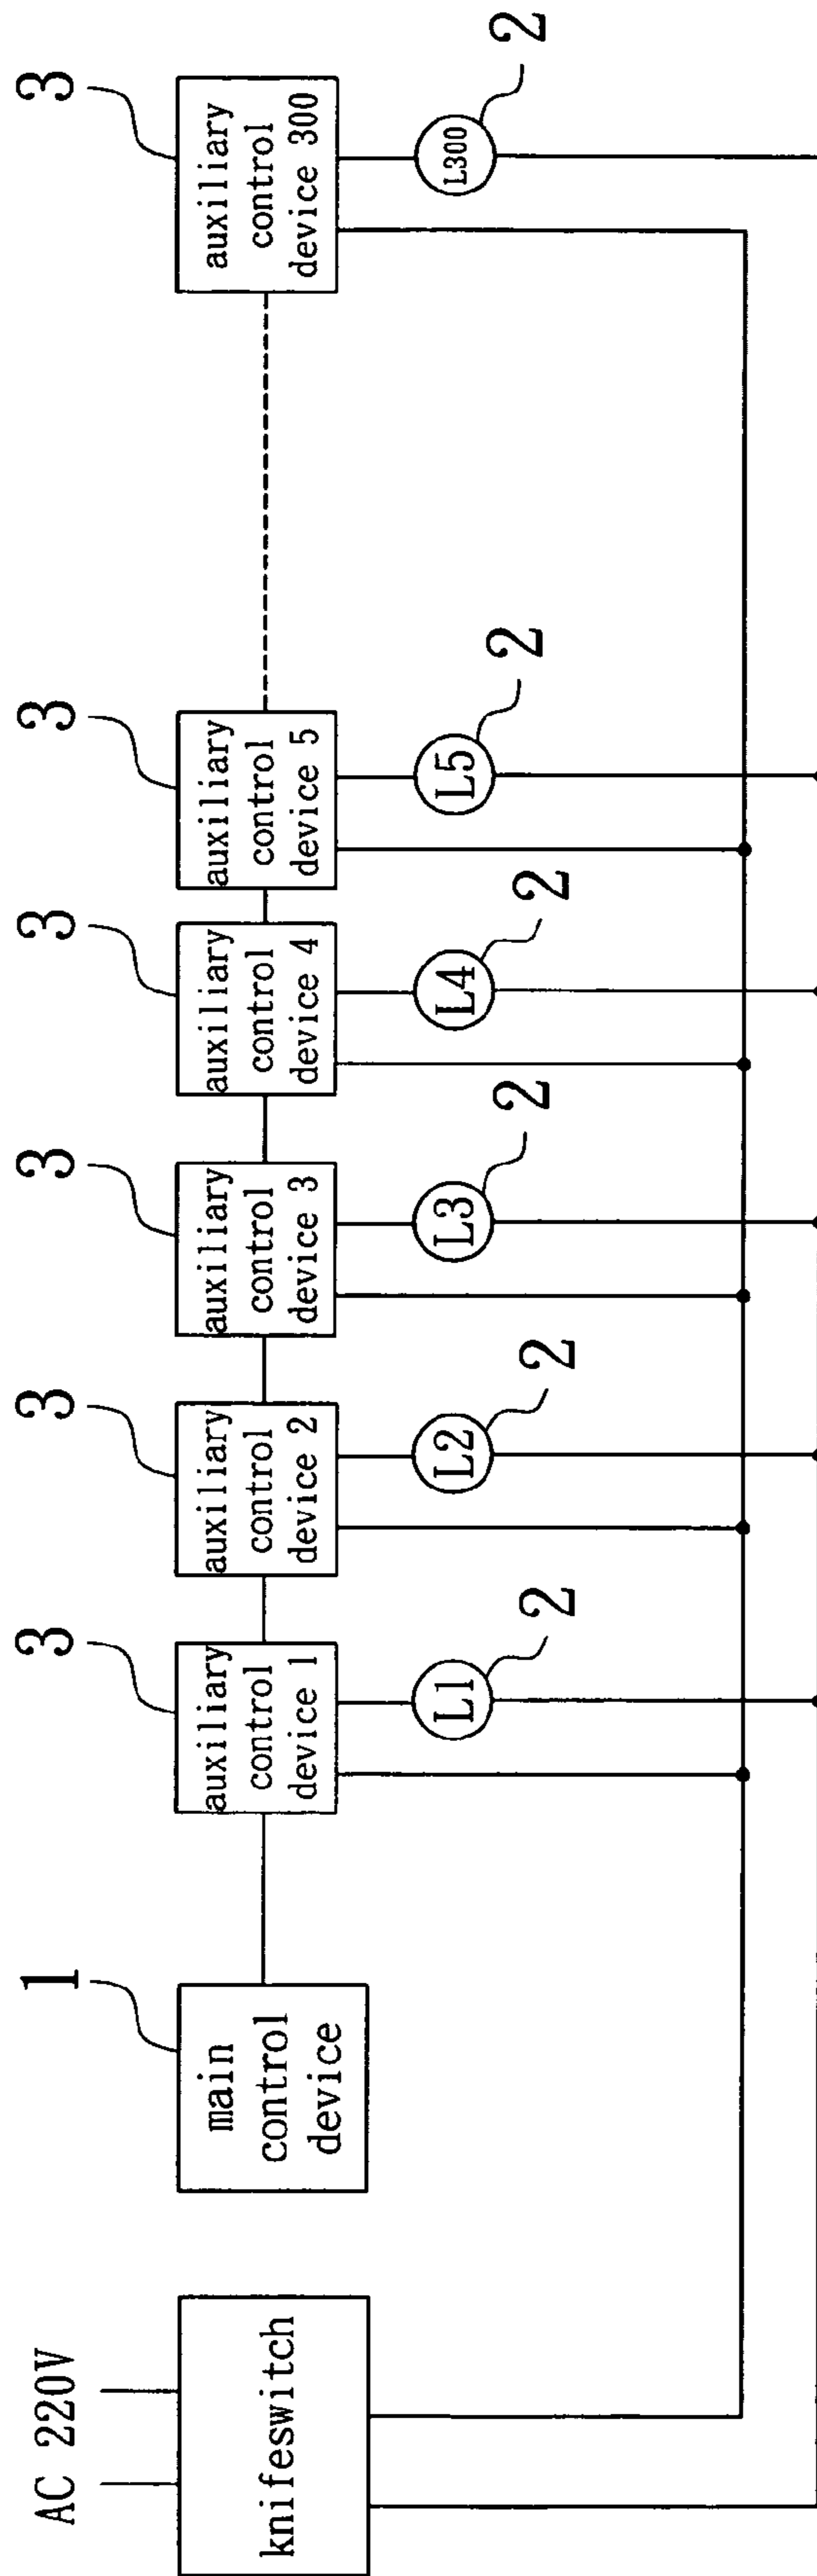 AC 220V
knifeswitch
1
main
control
device
3
auxiliary
control
device 1
L1
2
3
auxiliary
control
device 2
L2
2
3
auxiliary
control
device 3
L3
2
3
auxiliary
control
device 4
L4
2
3
auxiliary
control
device 5
L5
2
3
auxiliary
control
device 300
L300
2